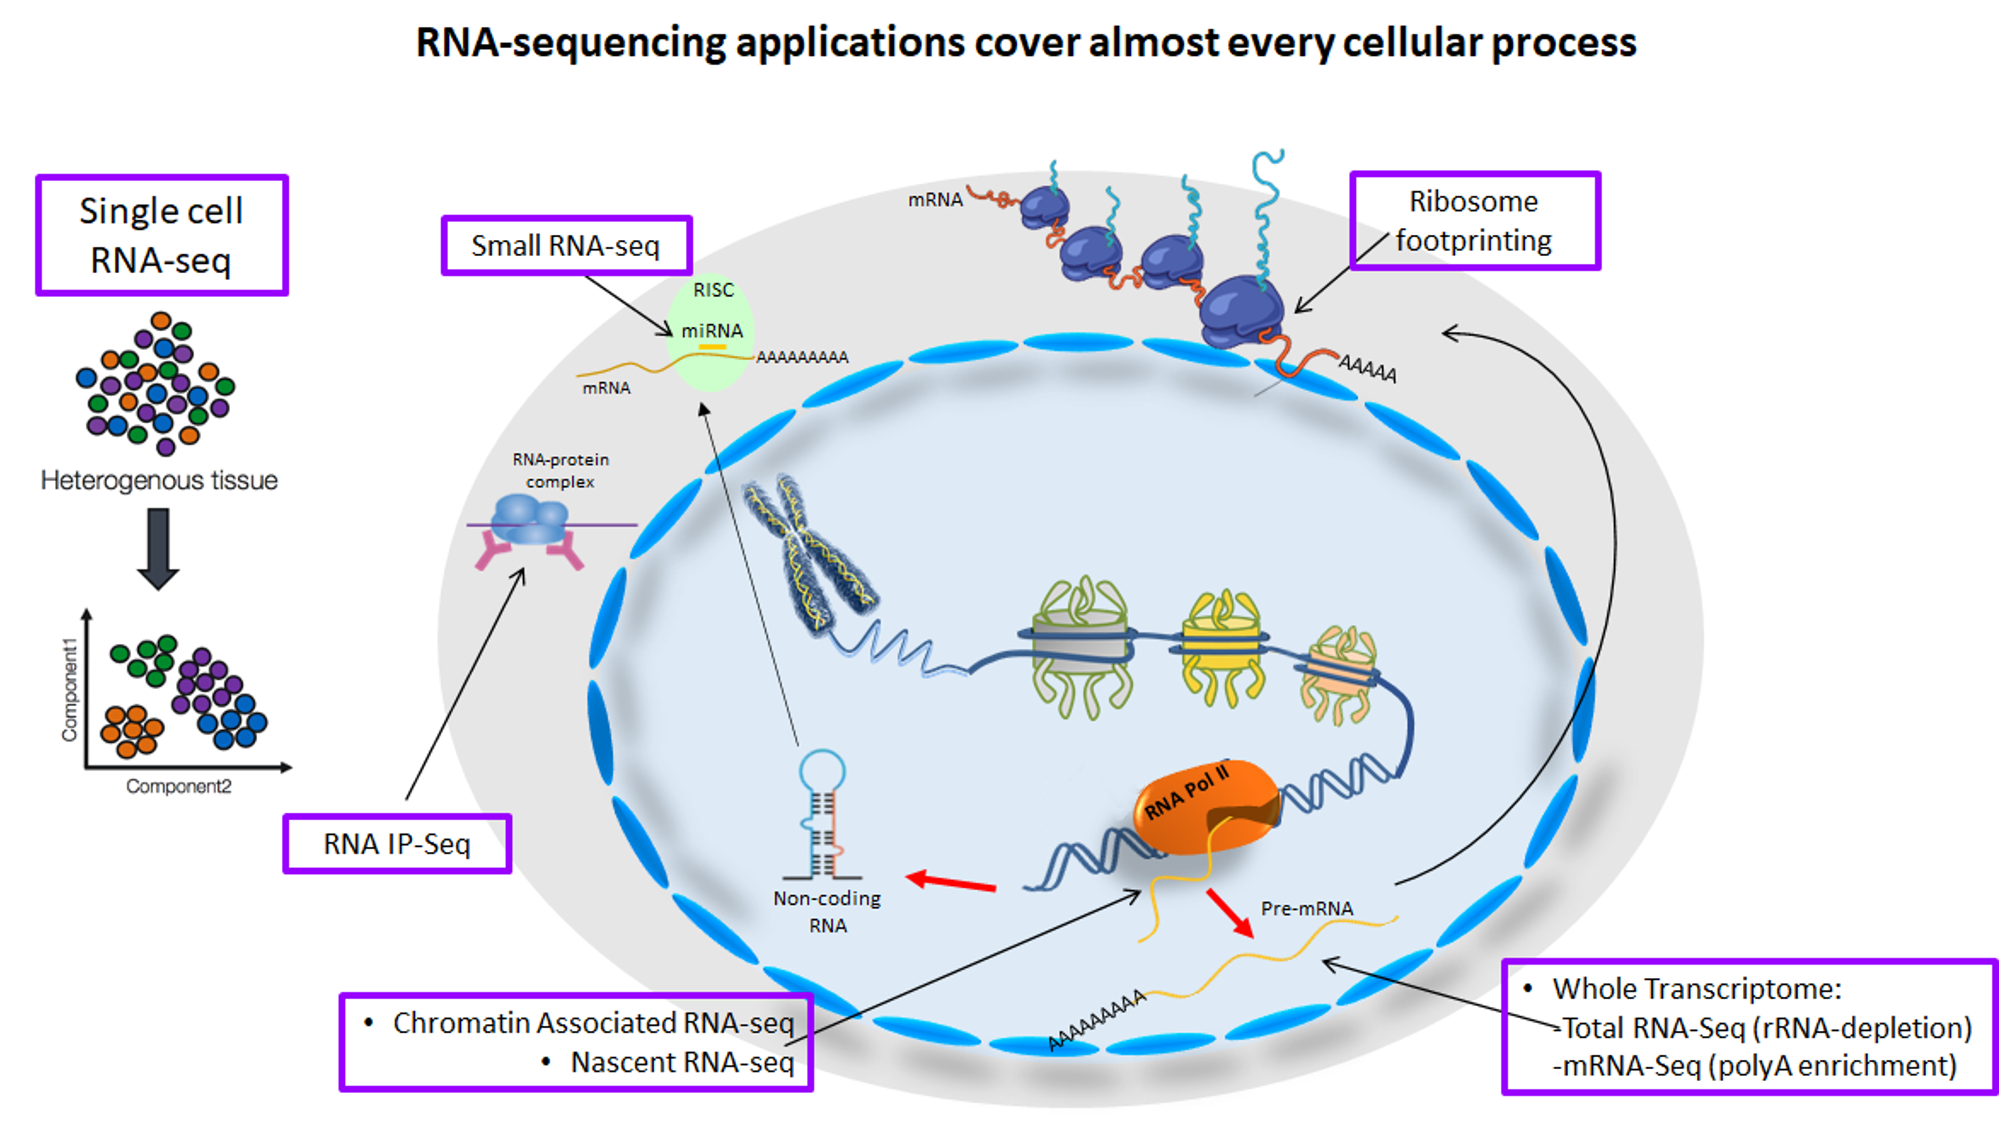 RNA-sequencing applications cover almost every cellular process
Single cell
RNA-seq
Heterogenous tissue
Component1
Component2
Small RNA-seq
RISC
miRNA
AAAAAAAAA
mRNA
mRNA
Ribosome
footprinting
AAAAA
RNA-protein
complex
RNA IP-Seq
RNA Pol II
Non-coding
RNA
Pre-mRNA
AAAAAAAAA
• Chromatin Associated RNA-seq
• Nascent RNA-seq
• Whole Transcriptome:
-Total RNA-Seq (rRNA-depletion)
-mRNA-Seq (polyA enrichment)